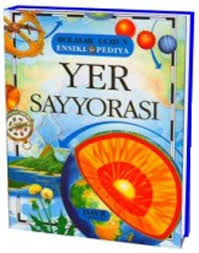 BOLALAR UCHUN
ENSIKLOPEDIYA
YER
SAYYORASI